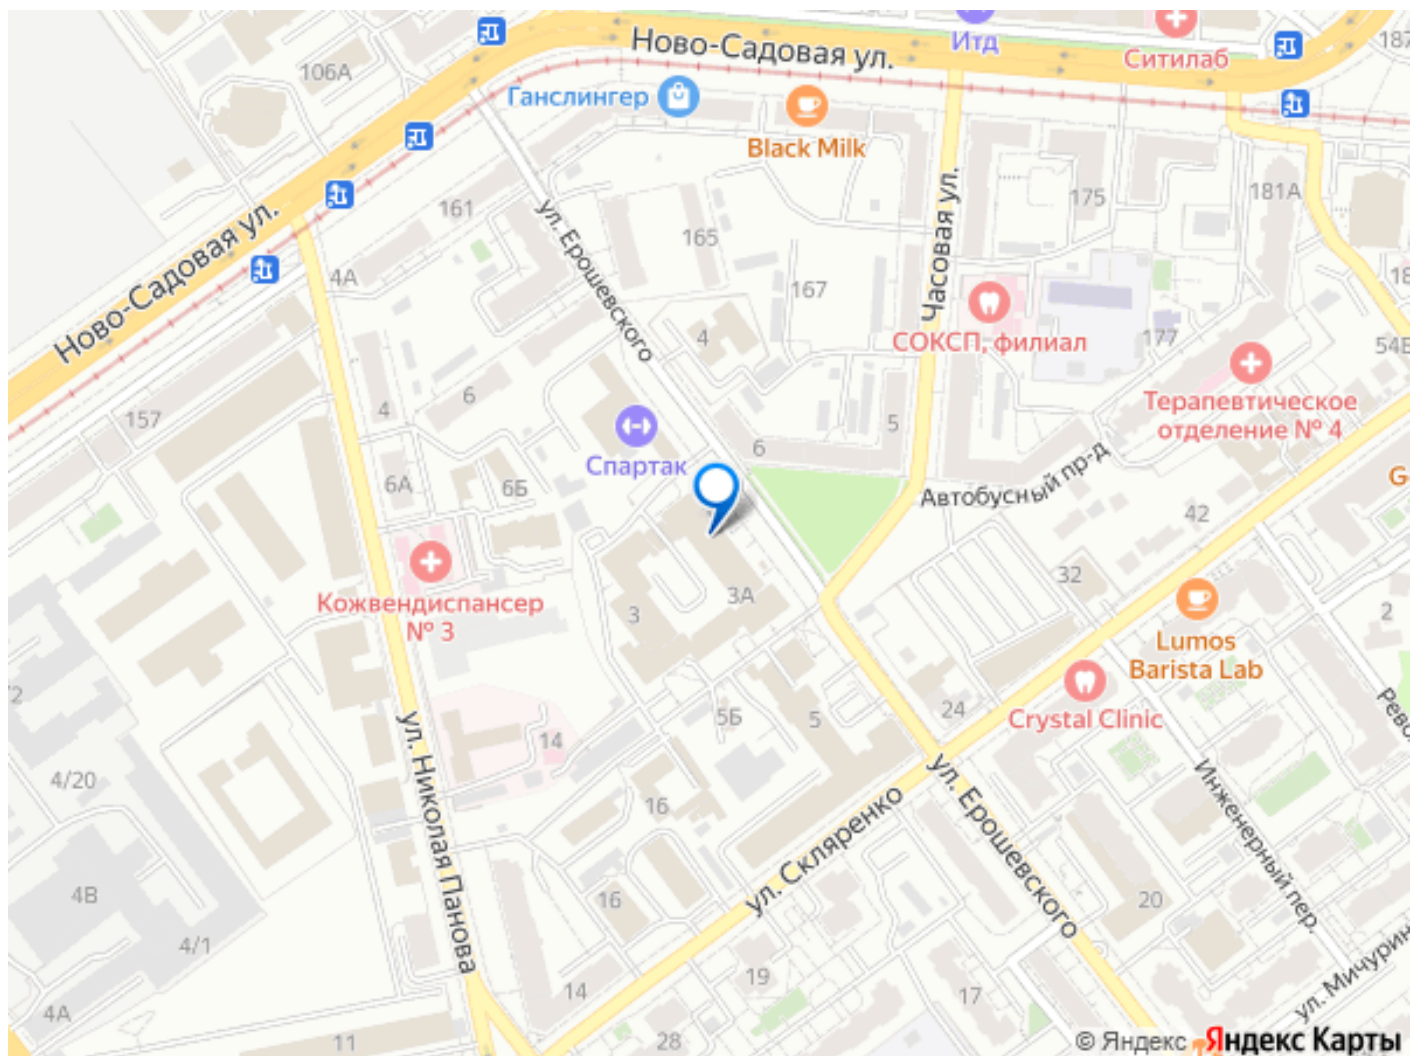 Итд
Ситилаб
187
Ново-Садовая ул.
106А
Ганслингер
Black Milk
161
ул. Ерошевского
165
Часовая ул.
175
181А
4А
Ново-Садовая ул.
167
4
СОКСП, филиал
177
54В
Терапевтическое
отделение № 4
157
4
6
5
6
Спартак
6А
6Б
Автобусный пр-д
42
Кожвендиспансер
№ 3
3
3А
32
2
Lumos
Barista Lab
24
Crystal Clinic
5Б
5
14
ул. Николая Панова
4/20
16
ул. Скляренко
ул. Ерошевского
Инженерный пер.
4В
16
20
4/1
19
14
17
ул. Мичурин
4А
11
28
© Яндекс
Яндекс Карты